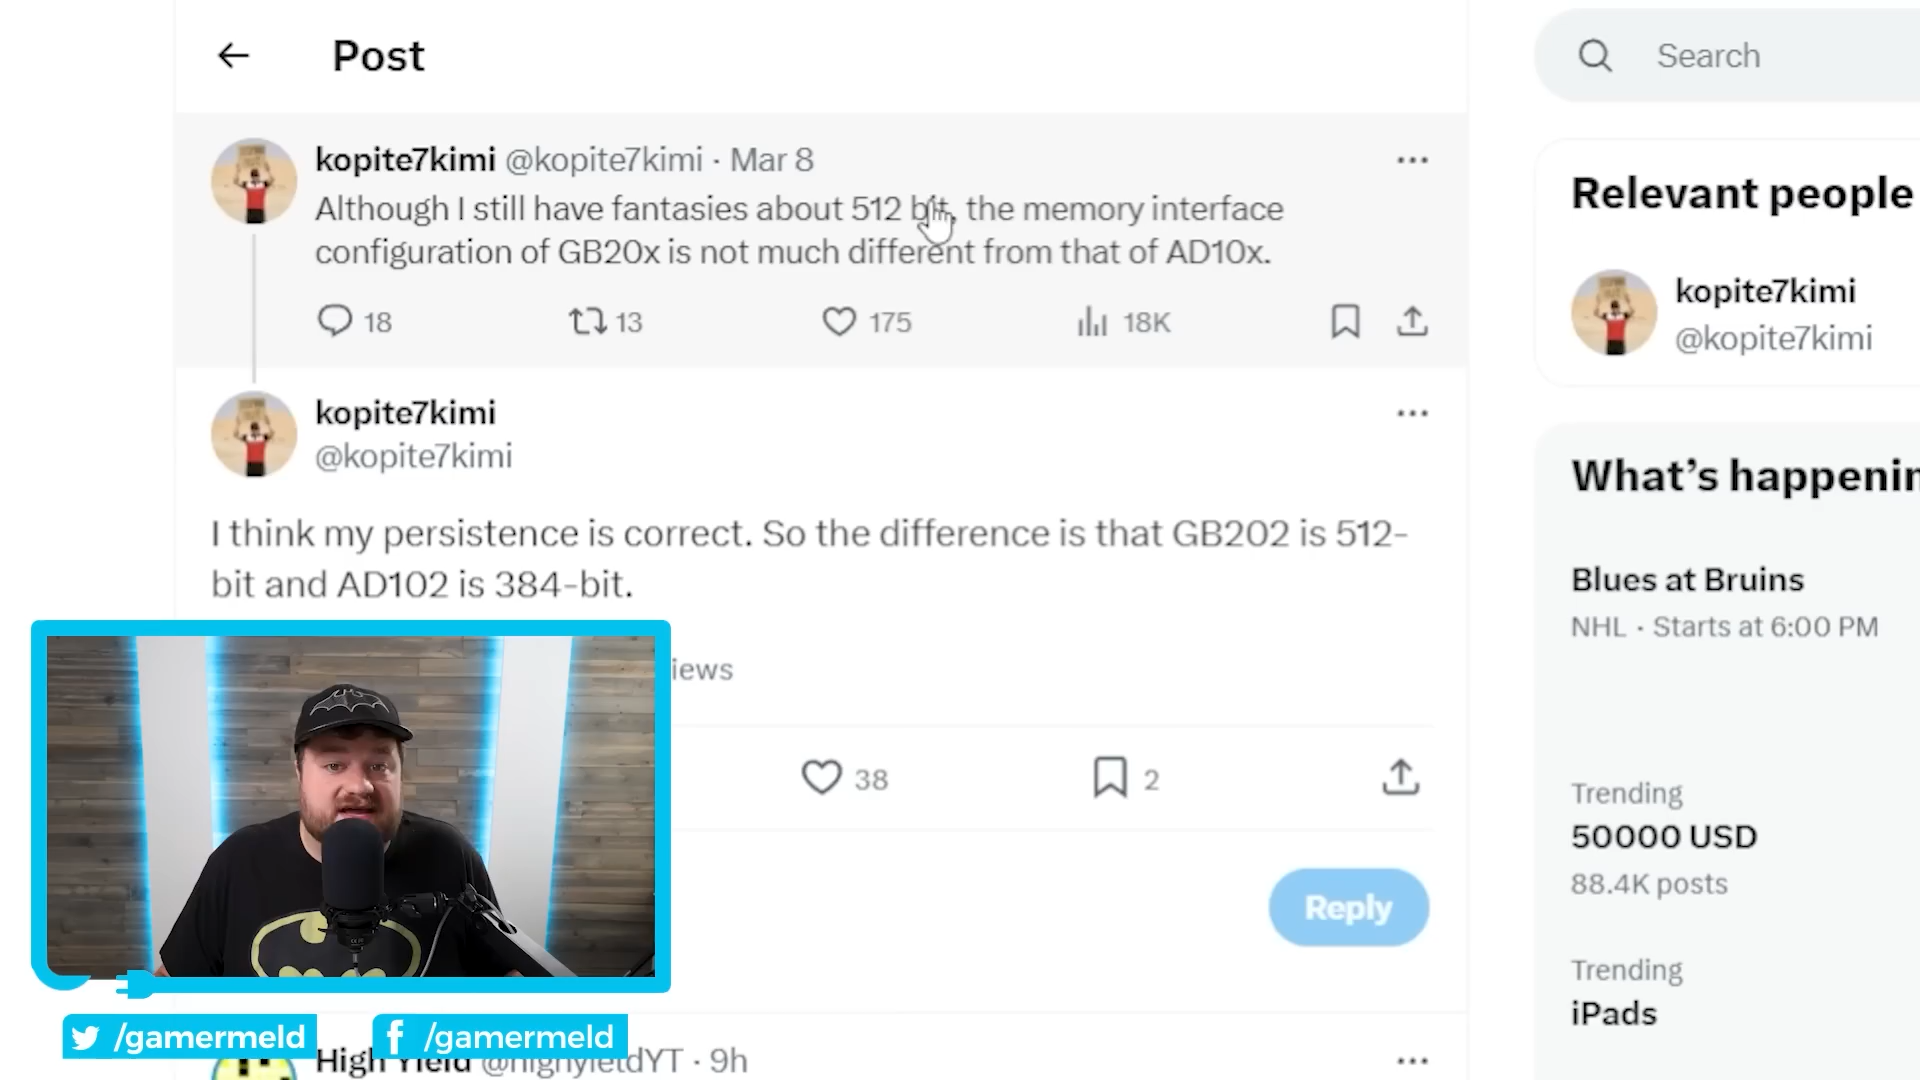 Post
Search
kopite7kimi @kopite7kimi · Mar 8
Although I still have fantasies about 512 bit, the memory interface
configuration of GB20x is not much different from that of AD10x.
18 13 175 18K
kopite7kimi
@kopite7kimi
I think my persistence is correct. So the difference is that GB202 is 512-
bit and AD102 is 384-bit.
iews
38 2
Reply
High Yield @highyieldYT · 9h
/gamermeld /gamermeld
Relevant people
kopite7kimi
@kopite7kimi
What's happenin
Blues at Bruins
NHL · Starts at 6:00 PM
Trending
50000 USD
88.4K posts
Trending
iPads